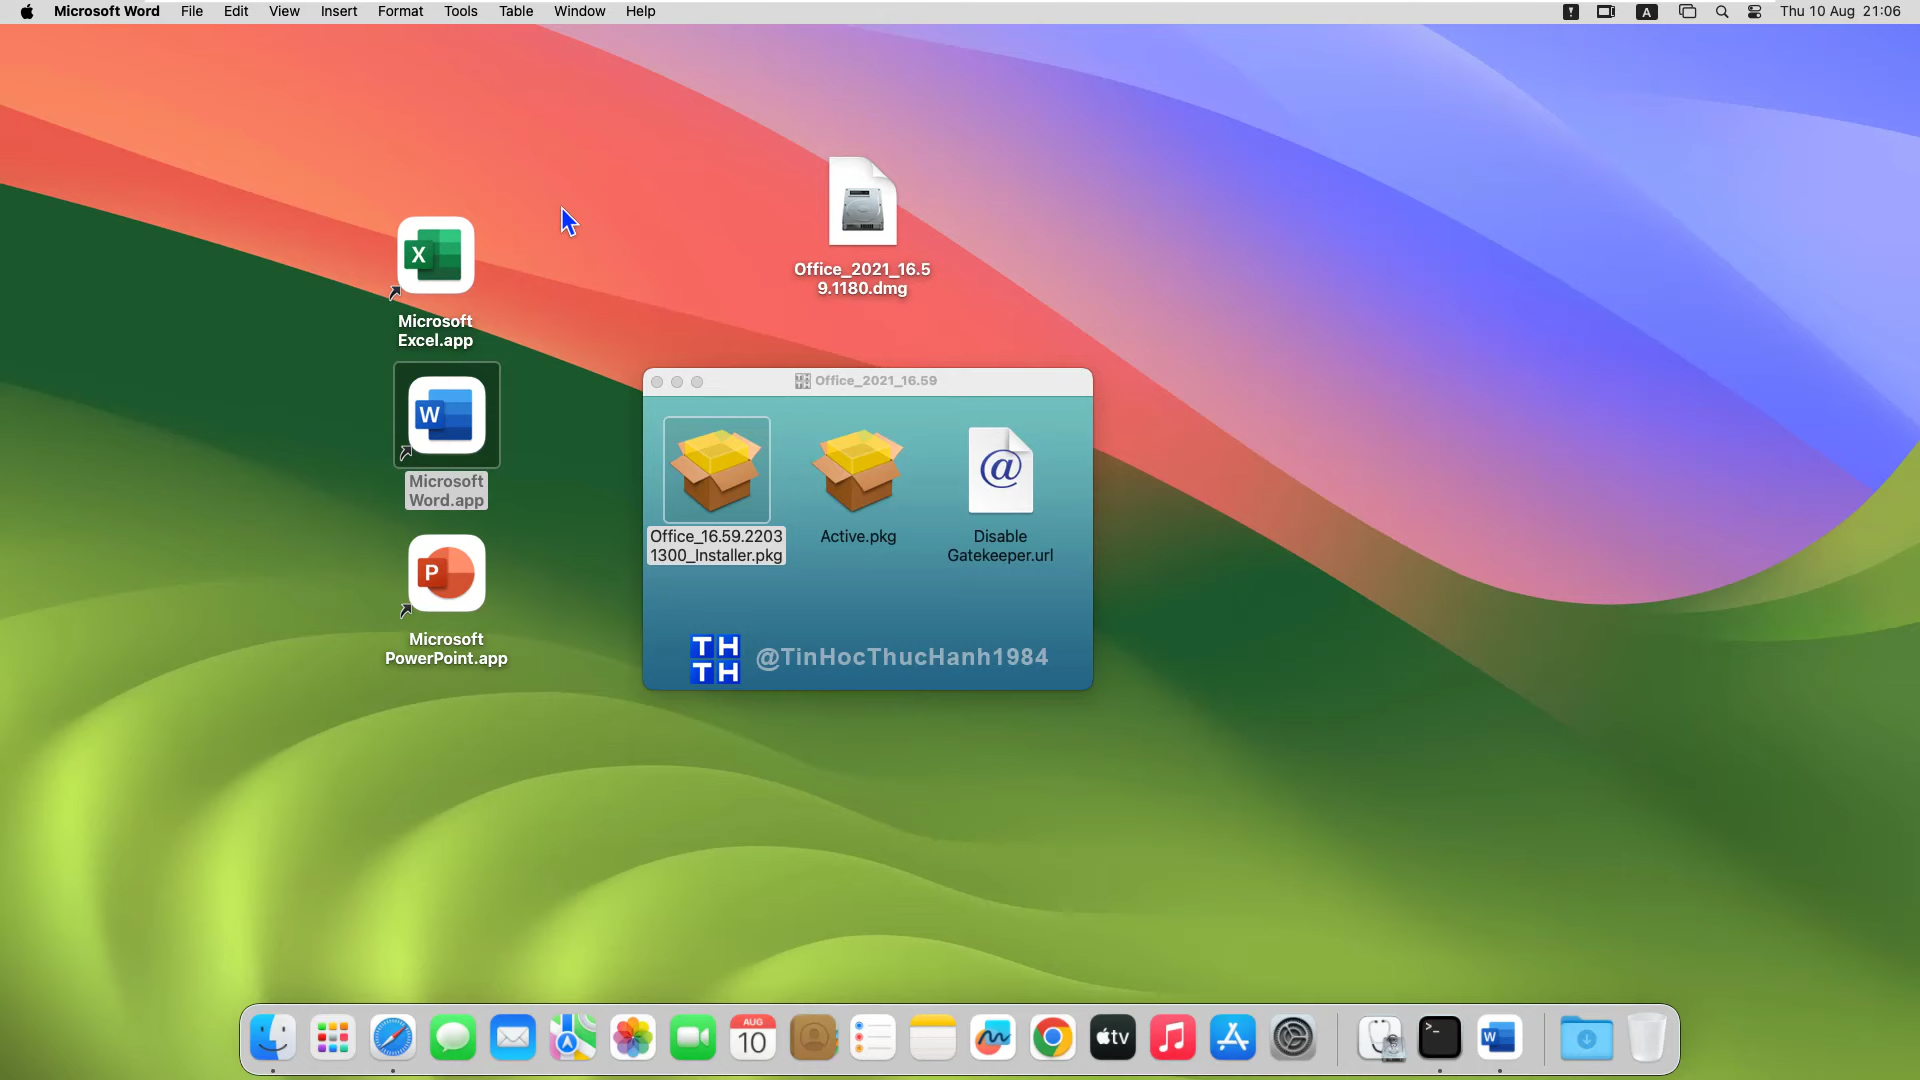 Microsoft Word File Edit View Insert Format Tools Table Window Help A Thu 10 Aug 21:06
Office_2021_16.5
9.1180.dmg
X
Microsoft
Excel.app
W
Microsoft
Word.app
P
Microsoft
PowerPoint.app
Office_2021_16.59
Office_16.59.2203
1300_Installer.pkg
Active.pkg
@
Disable
Gatekeeper.url
TH
TH
@TinHocThucHanh1984
AUG
10
tv
>_
W